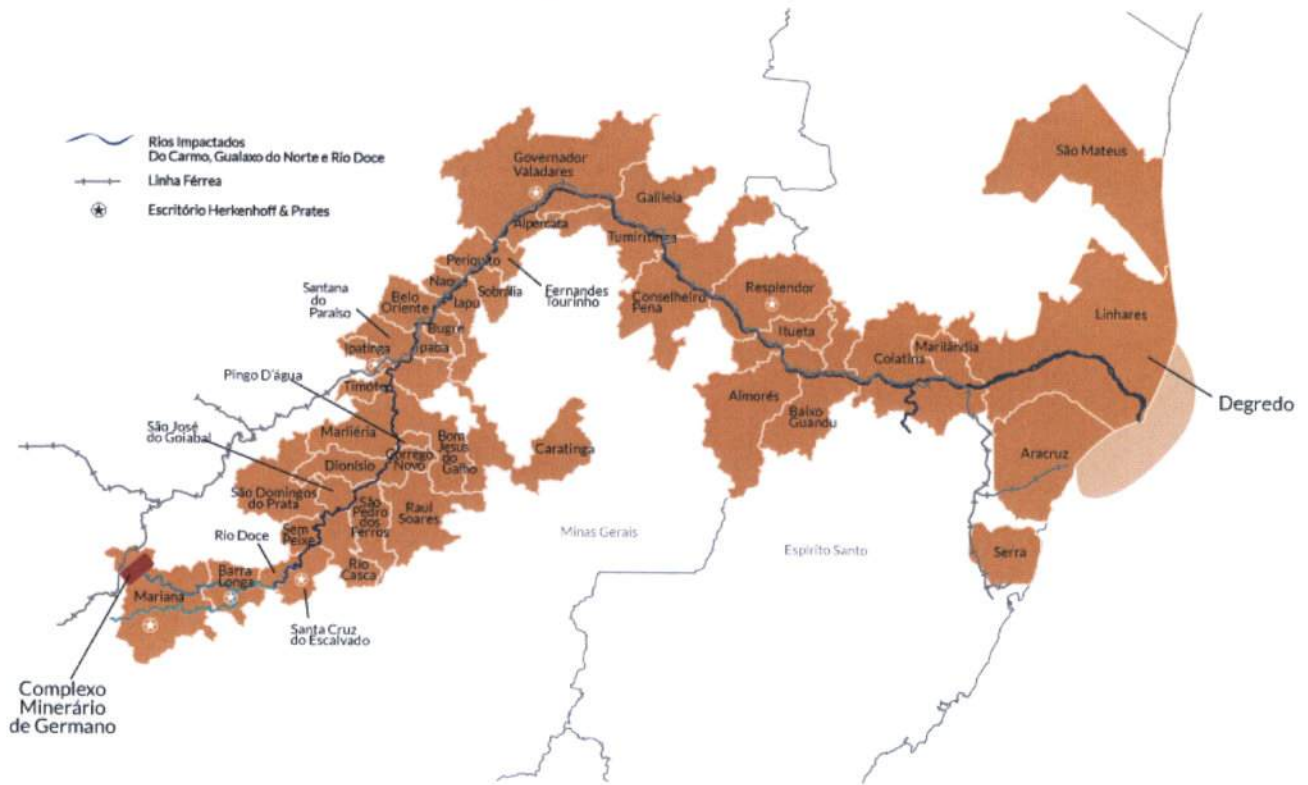 Rios Impactados
Do Carmo, Gualaxo do Norte e Rio Doce
Linha Férrea
Escritório Herkenhoff & Prates
São Mateus
Governador
Valadares
Galileia
Alpercata
Tumiritinga
Periquito
Fernandes
Tourinho
Sobrália
Naq
Iapu
Santana
do
Paraíso
Belo
Oriente
Bugre
Ipaba
Ipatinga
Conselheiro
Pena
Resplendor
Itueta
Linhares
Colatina
Marilândia
Pingo D'água
Timóteo
Aimorés
Baixo
Guandu
Degredo
São José
do Goiabal
Marliéria
Córrego
Novo
Bom
Jesus
do
Galho
Caratinga
Dionísio
Aracruz
São Domingos
do Prata
São
Pedro
dos
Ferros
Raul
Soares
Rio Doce
Sem
Peixe
Minas Gerais
Espírito Santo
Serra
Barra
Longa
Rio
Casca
Mariana
Santa Cruz
do Escalvado
Complexo
Minerário
de Germano